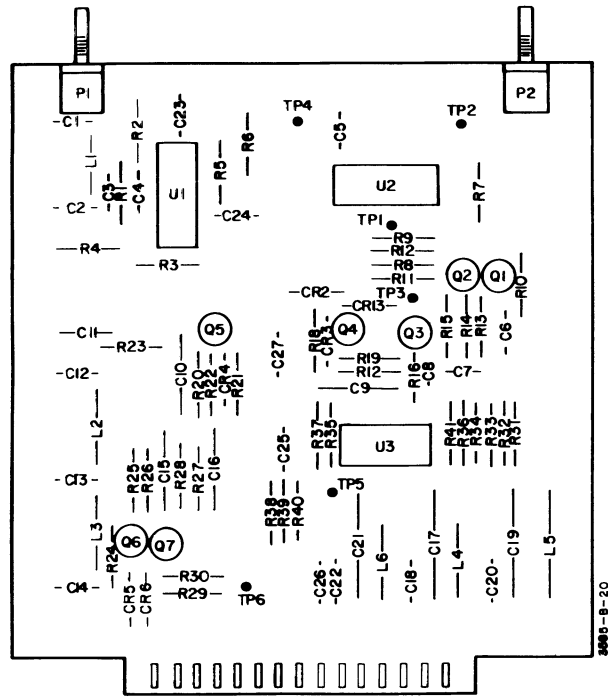 P1
P2
C1
R2
C23
TP4
C5
TP2
R6
L1
R5
U1
U2
R7
C3
R1
C4
C2
C24
TP1
R9
R12
R8
R11
R4
R3
Q2
Q1
R10
CR2
TP3
CR13
C11
Q5
R18
CR3
Q4
Q3
R15
R14
R13
C6
R23
C27
R19
R12
C9
R16
C8
C7
C12
C10
R20
R22
CR4
R21
L2
R37
R35
U3
R41
R36
R34
R33
R32
R31
C25
C13
R25
R26
C15
R28
R27
C16
R38
R39
R40
TP5
L3
R24
Q6
Q7
C21
L6
C17
L4
C19
L5
C14
CR5
CR6
R30
R29
TP6
C26
C22
C18
C20
3685-B-20